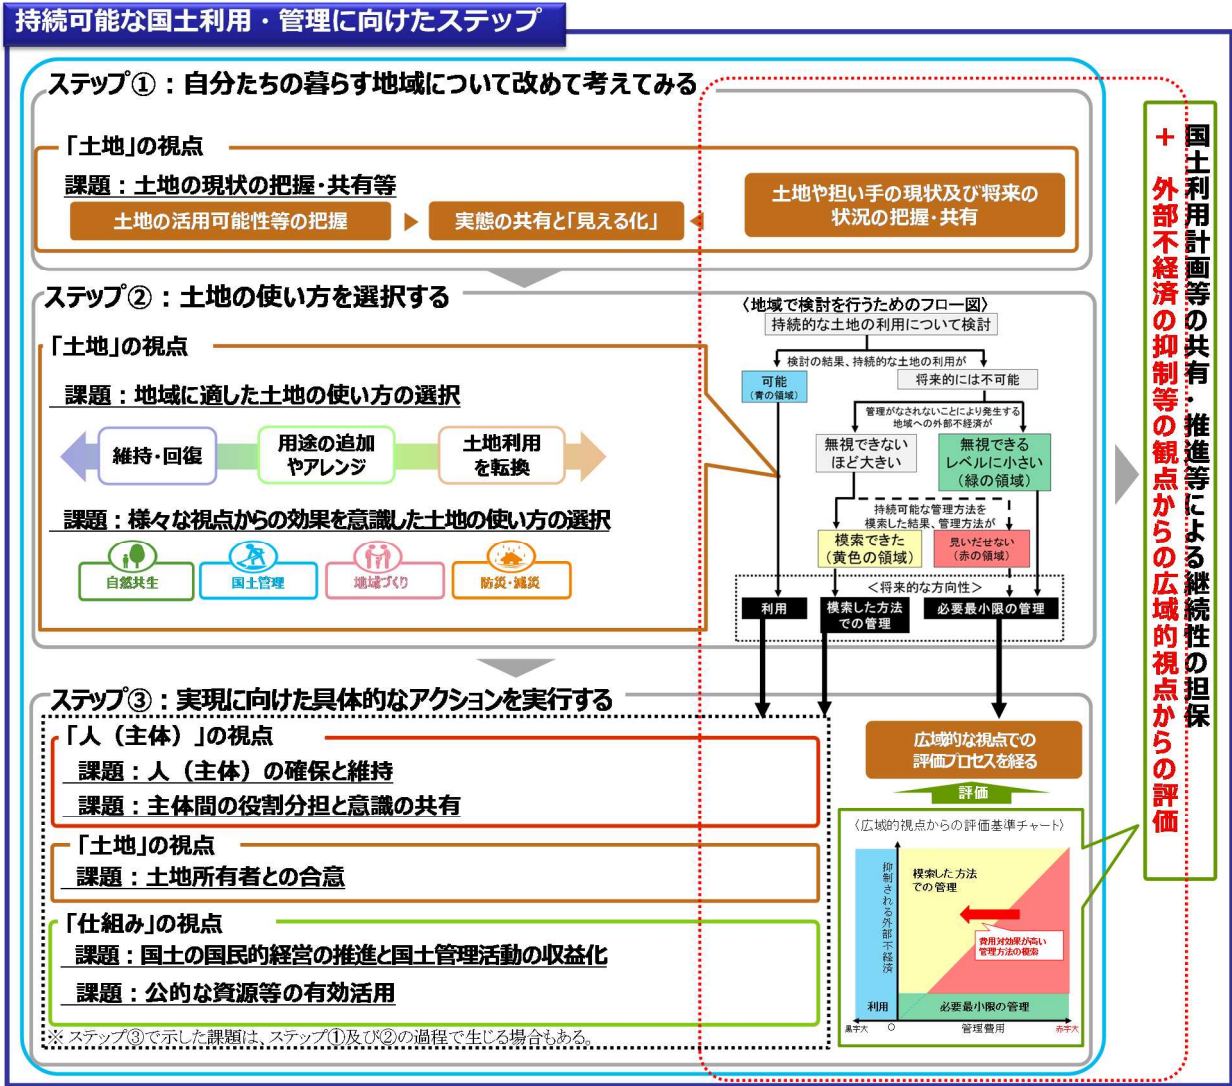 持続可能な国土利用・管理に向けたステップ
ステップ①：自分たちの暮らす地域について改めて考えてみる
「土地」の視点
課題：土地の現状の把握・共有等
土地の活用可能性等の把握
実態の共有と「見える化」
土地や担い手の現状及び将来の
状況の把握・共有
ステップ②：土地の使い方を選択する
「土地」の視点
課題：地域に適した土地の使い方の選択
維持・回復
用途の追加
やアレンジ
土地利用
を転換
課題：様々な視点からの効果を意識した土地の使い方の選択
自然共生
国土管理
地域づくり
防災・減災
〈地域で検討を行うためのフロー図〉
持続的な土地の利用について検討
検討の結果、持続的な土地の利用が
可能
（青の領域）
将来的には不可能
管理がなされないことにより発生する
地域への外部不経済が
無視できない
ほど大きい
無視できる
レベルに小さい
（緑の領域）
持続可能な管理方法を
模索した結果、管理方法が
模索できた
（黄色の領域）
見いだせない
（赤の領域）
＜将来的な方向性＞
利用
模索した方法
での管理
必要最小限の管理
ステップ③：実現に向けた具体的なアクションを実行する
「人（主体）」の視点
課題：人（主体）の確保と維持
課題：主体間の役割分担と意識の共有
「土地」の視点
課題：土地所有者との合意
「仕組み」の視点
課題：国土の国民的経営の推進と国土管理活動の収益化
課題：公的な資源等の有効活用
※ ステップ③で示した課題は、ステップ①及び②の過程で生じる場合もある。
広域的な視点での
評価プロセスを経る
評価
〈広域的視点からの評価基準チャート〉
抑制される外部不経済
模索した方法
での管理
費用対効果が高い
管理方法の模索
利用
必要最小限の管理
黒字大
O
管理費用
赤字大
国土利用計画等の共有・推進等による継続性の担保
＋ 外部不経済の抑制等の観点からの広域的視点からの評価